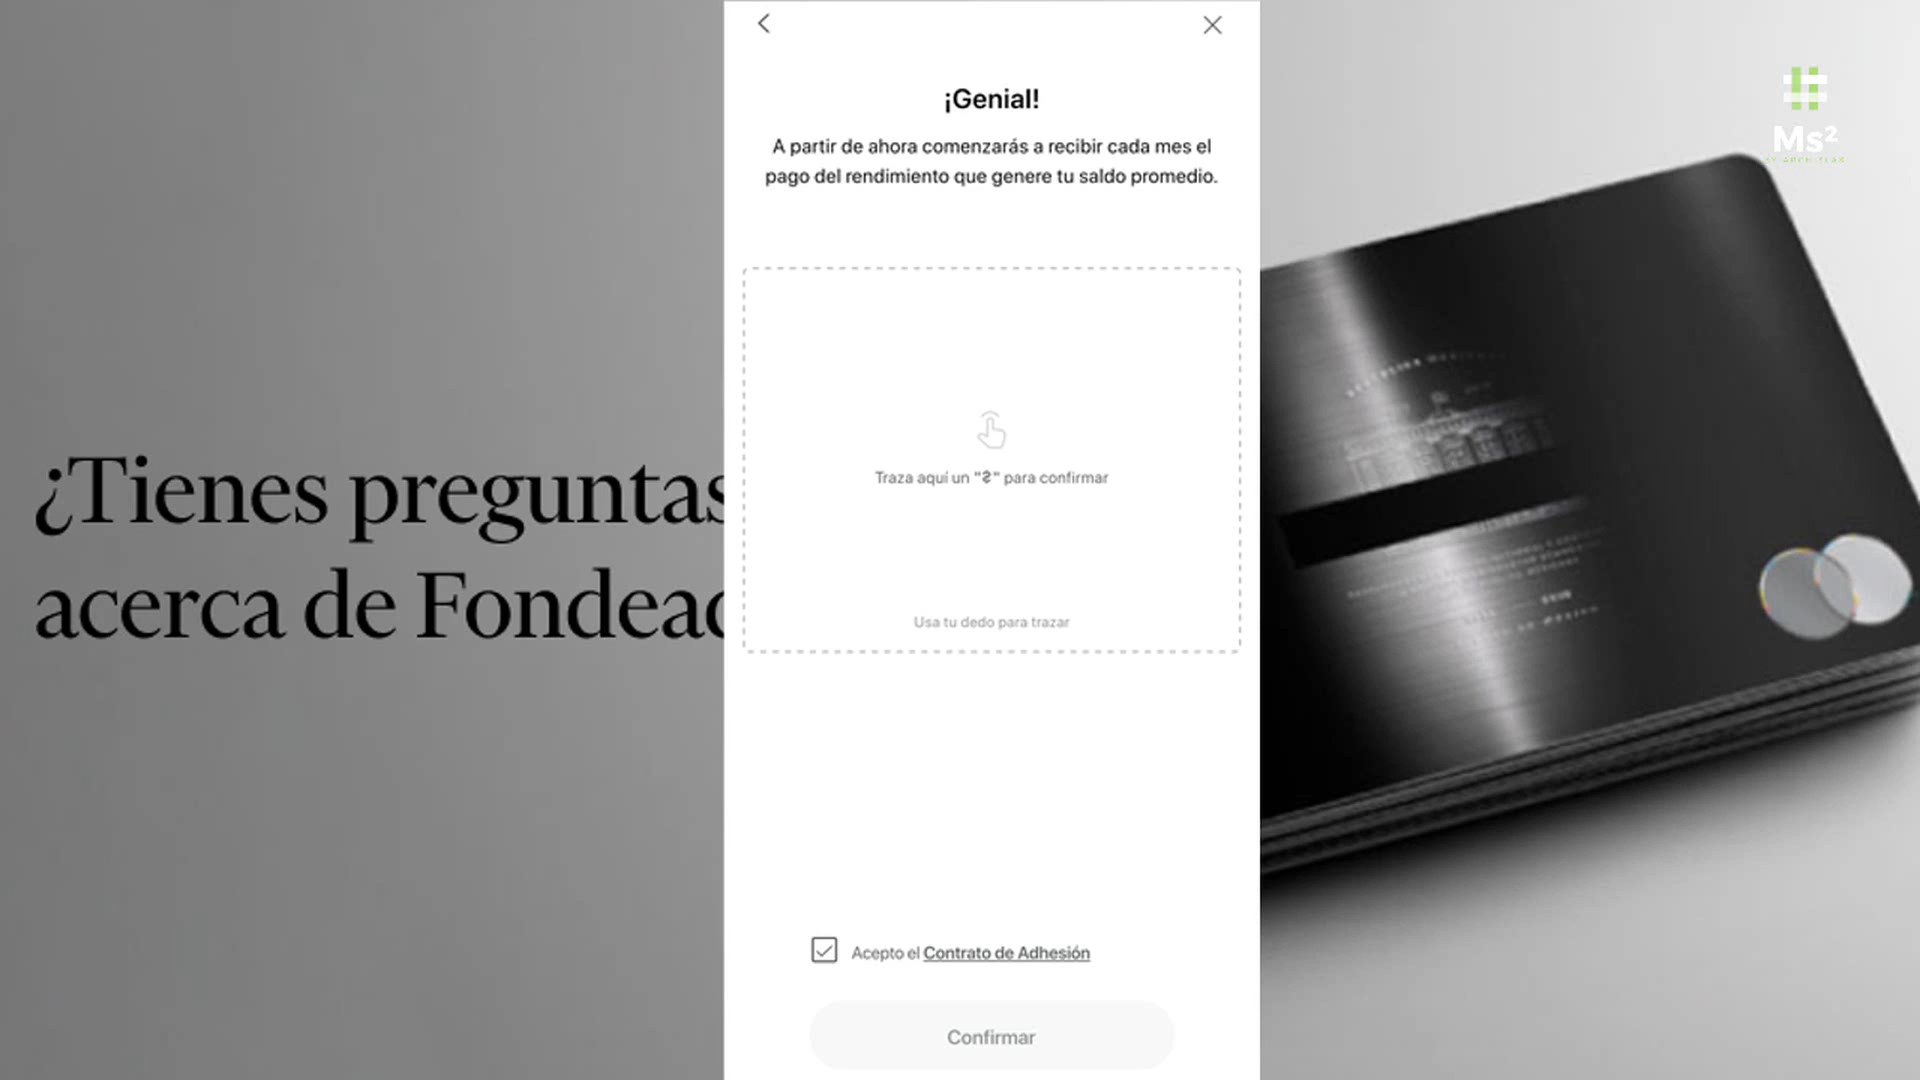 ¿Tienes preguntas
acerca de Fondead
¡Genial!
A partir de ahora comenzarás a recibir cada mes el
pago del rendimiento que genere tu saldo promedio.
Traza aquí un "2" para confirmar
Usa tu dedo para trazar
Acepto el Contrato de Adhesión
Confirmar
Ms²